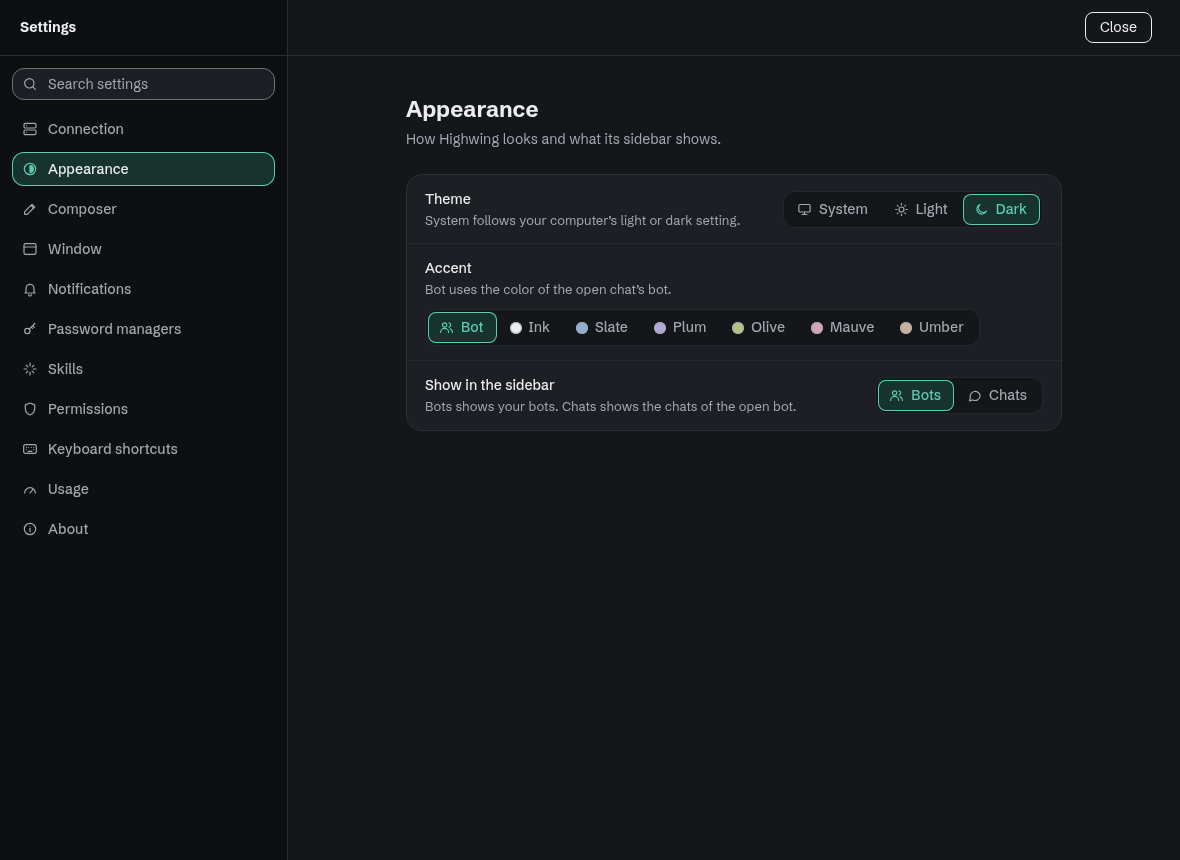 Settings
Close
Search settings
Connection
Appearance
Composer
Window
Notifications
Password managers
Skills
Permissions
Keyboard shortcuts
Usage
About
Appearance
How Highwing looks and what its sidebar shows.
Theme
System follows your computer's light or dark setting.
System Light Dark
Accent
Bot uses the color of the open chat's bot.
Bot Ink Slate Plum Olive Mauve Umber
Show in the sidebar
Bots shows your bots. Chats shows the chats of the open bot.
Bots Chats